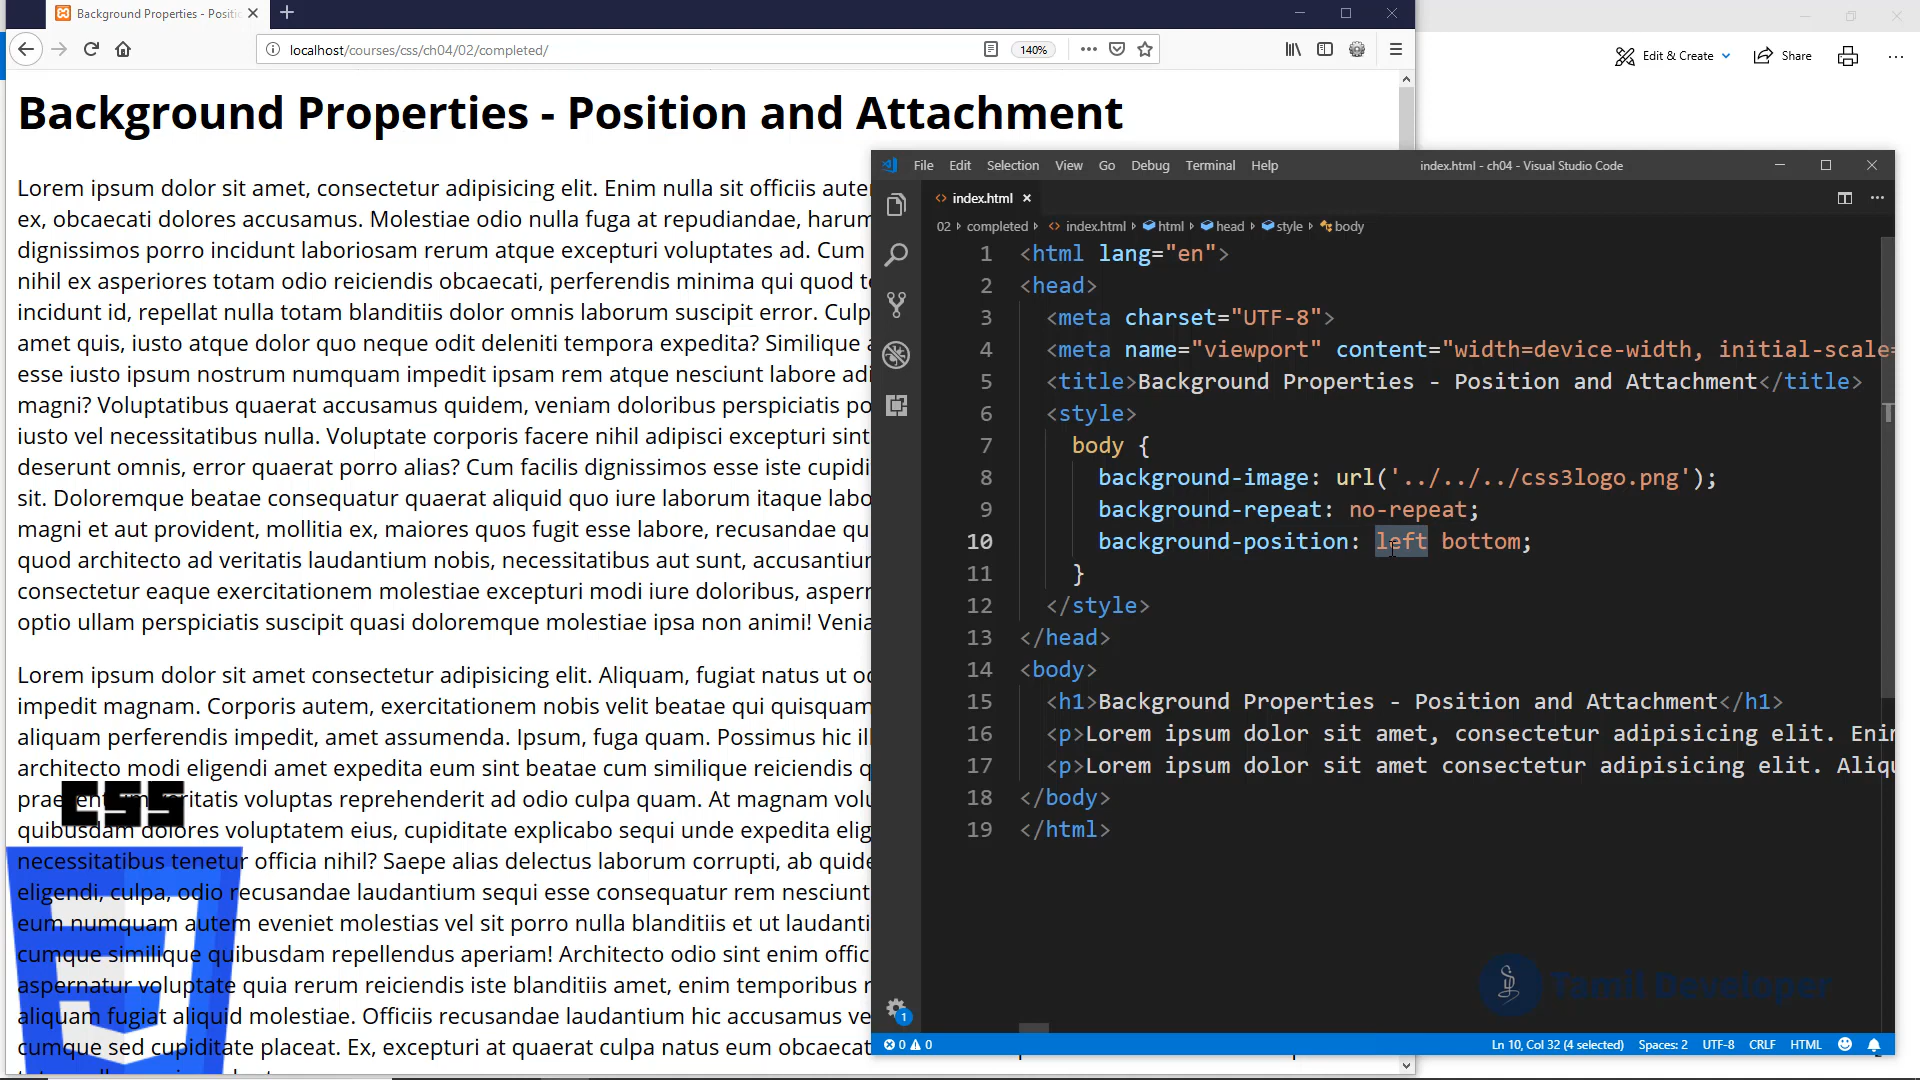 Background Properties - Positio
localhost/courses/css/ch04/02/completed/
140%
Edit & Create
Share
Background Properties - Position and Attachment
Lorem ipsum dolor sit amet, consectetur adipisicing elit. Enim nulla sit officiis aute
ex, obcaecati dolores accusamus. Molestiae odio nulla fuga at repudiandae, harum
dignissimos porro incidunt laboriosam rerum atque excepturi voluptates ad. Cum
nihil ex asperiores totam odio reiciendis obcaecati, perferendis minima qui quod t
incidunt id, repellat nulla totam blanditiis dolor omnis laborum suscipit error. Culp
amet quis, iusto atque dolor quo neque odit deleniti tempora expedita? Similique a
esse iusto ipsum nostrum numquam impedit ipsam rem atque nesciunt labore adi
magni? Voluptatibus quaerat accusamus quidem, veniam doloribus perspiciatis po
iusto vel necessitatibus nulla. Voluptate corporis facere nihil adipisci excepturi sint
deserunt omnis, error quaerat porro alias? Cum facilis dignissimos esse iste cupidi
sit. Doloremque beatae consequatur quaerat aliquid quo iure laborum itaque labo
magni et aut provident, mollitia ex, maiores quos fugit esse labore, recusandae qu
quod architecto ad veritatis laudantium nobis, necessitatibus aut sunt, accusantiu
consectetur eaque exercitationem molestiae excepturi modi iure doloribus, asper
optio ullam perspiciatis suscipit quasi doloremque molestiae ipsa non animi! Venia
Lorem ipsum dolor sit amet consectetur adipisicing elit. Aliquam, fugiat natus ut o
impedit magnam. Corporis autem, exercitationem nobis velit beatae qui quisquam
aliquam perferendis impedit, amet assumenda. Ipsum, fuga quam. Possimus hic il
architecto modi eligendi amet expedita eum sint beatae cum similique reiciendis q
CSS
voluptas reprehenderit ad odio culpa quam. At magnam volu
quibusdam dolores voluptatem eius, cupiditate explicabo sequi unde expedita elig
necessitatibus tenetur officia nihil? Saepe alias delectus laborum corrupti, ab quide
eligendi, culpa, odio recusandae laudantium sequi esse consequatur rem nesciunt
eum numquam autem eveniet molestias vel sit porro nulla blanditiis et ut laudanti
cumque similique quibusdam repellendus aperiam! Architecto odio sint enim offic
aspernatur voluptate quia rerum reiciendis iste blanditiis amet, enim temporibus r
aliquam fugiat aliquid molestiae. Officiis recusandae laudantium hic accusamus ve
cumque sed cupiditate placeat. Ex, excepturi at quaerat culpa natus eum obcaecat
File Edit Selection View Go Debug Terminal Help
index.html - ch04 - Visual Studio Code
index.html
02 completed index.html html head style body
1 <html lang="en">
2 <head>
3 <meta charset="UTF-8">
4 <meta name="viewport" content="width=device-width, initial-scale=
5 <title>Background Properties - Position and Attachment</title>
6 <style>
7 body {
8 background-image: url('../../../css3logo.png');
9 background-repeat: no-repeat;
10 background-position: left bottom;
11 }
12 </style>
13 </head>
14 <body>
15 <h1>Background Properties - Position and Attachment</h1>
16 <p>Lorem ipsum dolor sit amet, consectetur adipisicing elit. Enim
17 <p>Lorem ipsum dolor sit amet consectetur adipisicing elit. Aliqu
18 </body>
19 </html>
Tamil Developer
1
0 0
Ln 10, Col 32 (4 selected) Spaces: 2 UTF-8 CRLF HTML